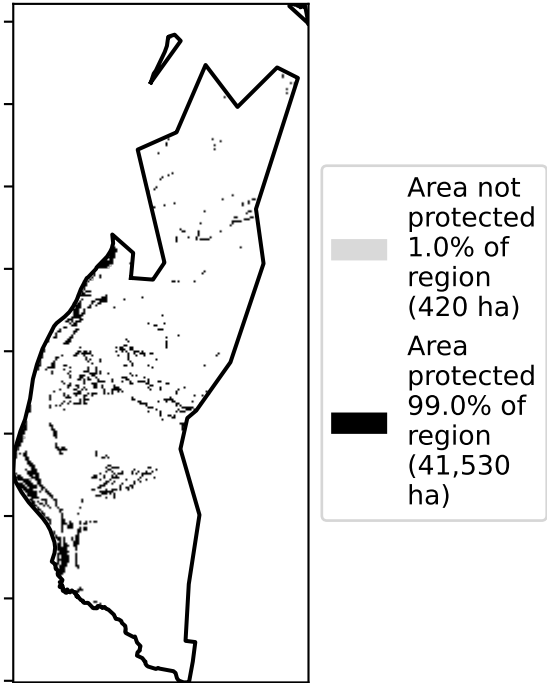 Area not
protected
1.0% of
region
(420 ha)
Area
protected
99.0% of
region
(41,530
ha)